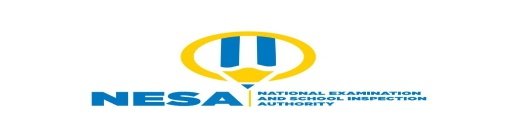 NESA
NATIONAL EXAMINATION
AND SCHOOL INSPECTION
AUTHORITY